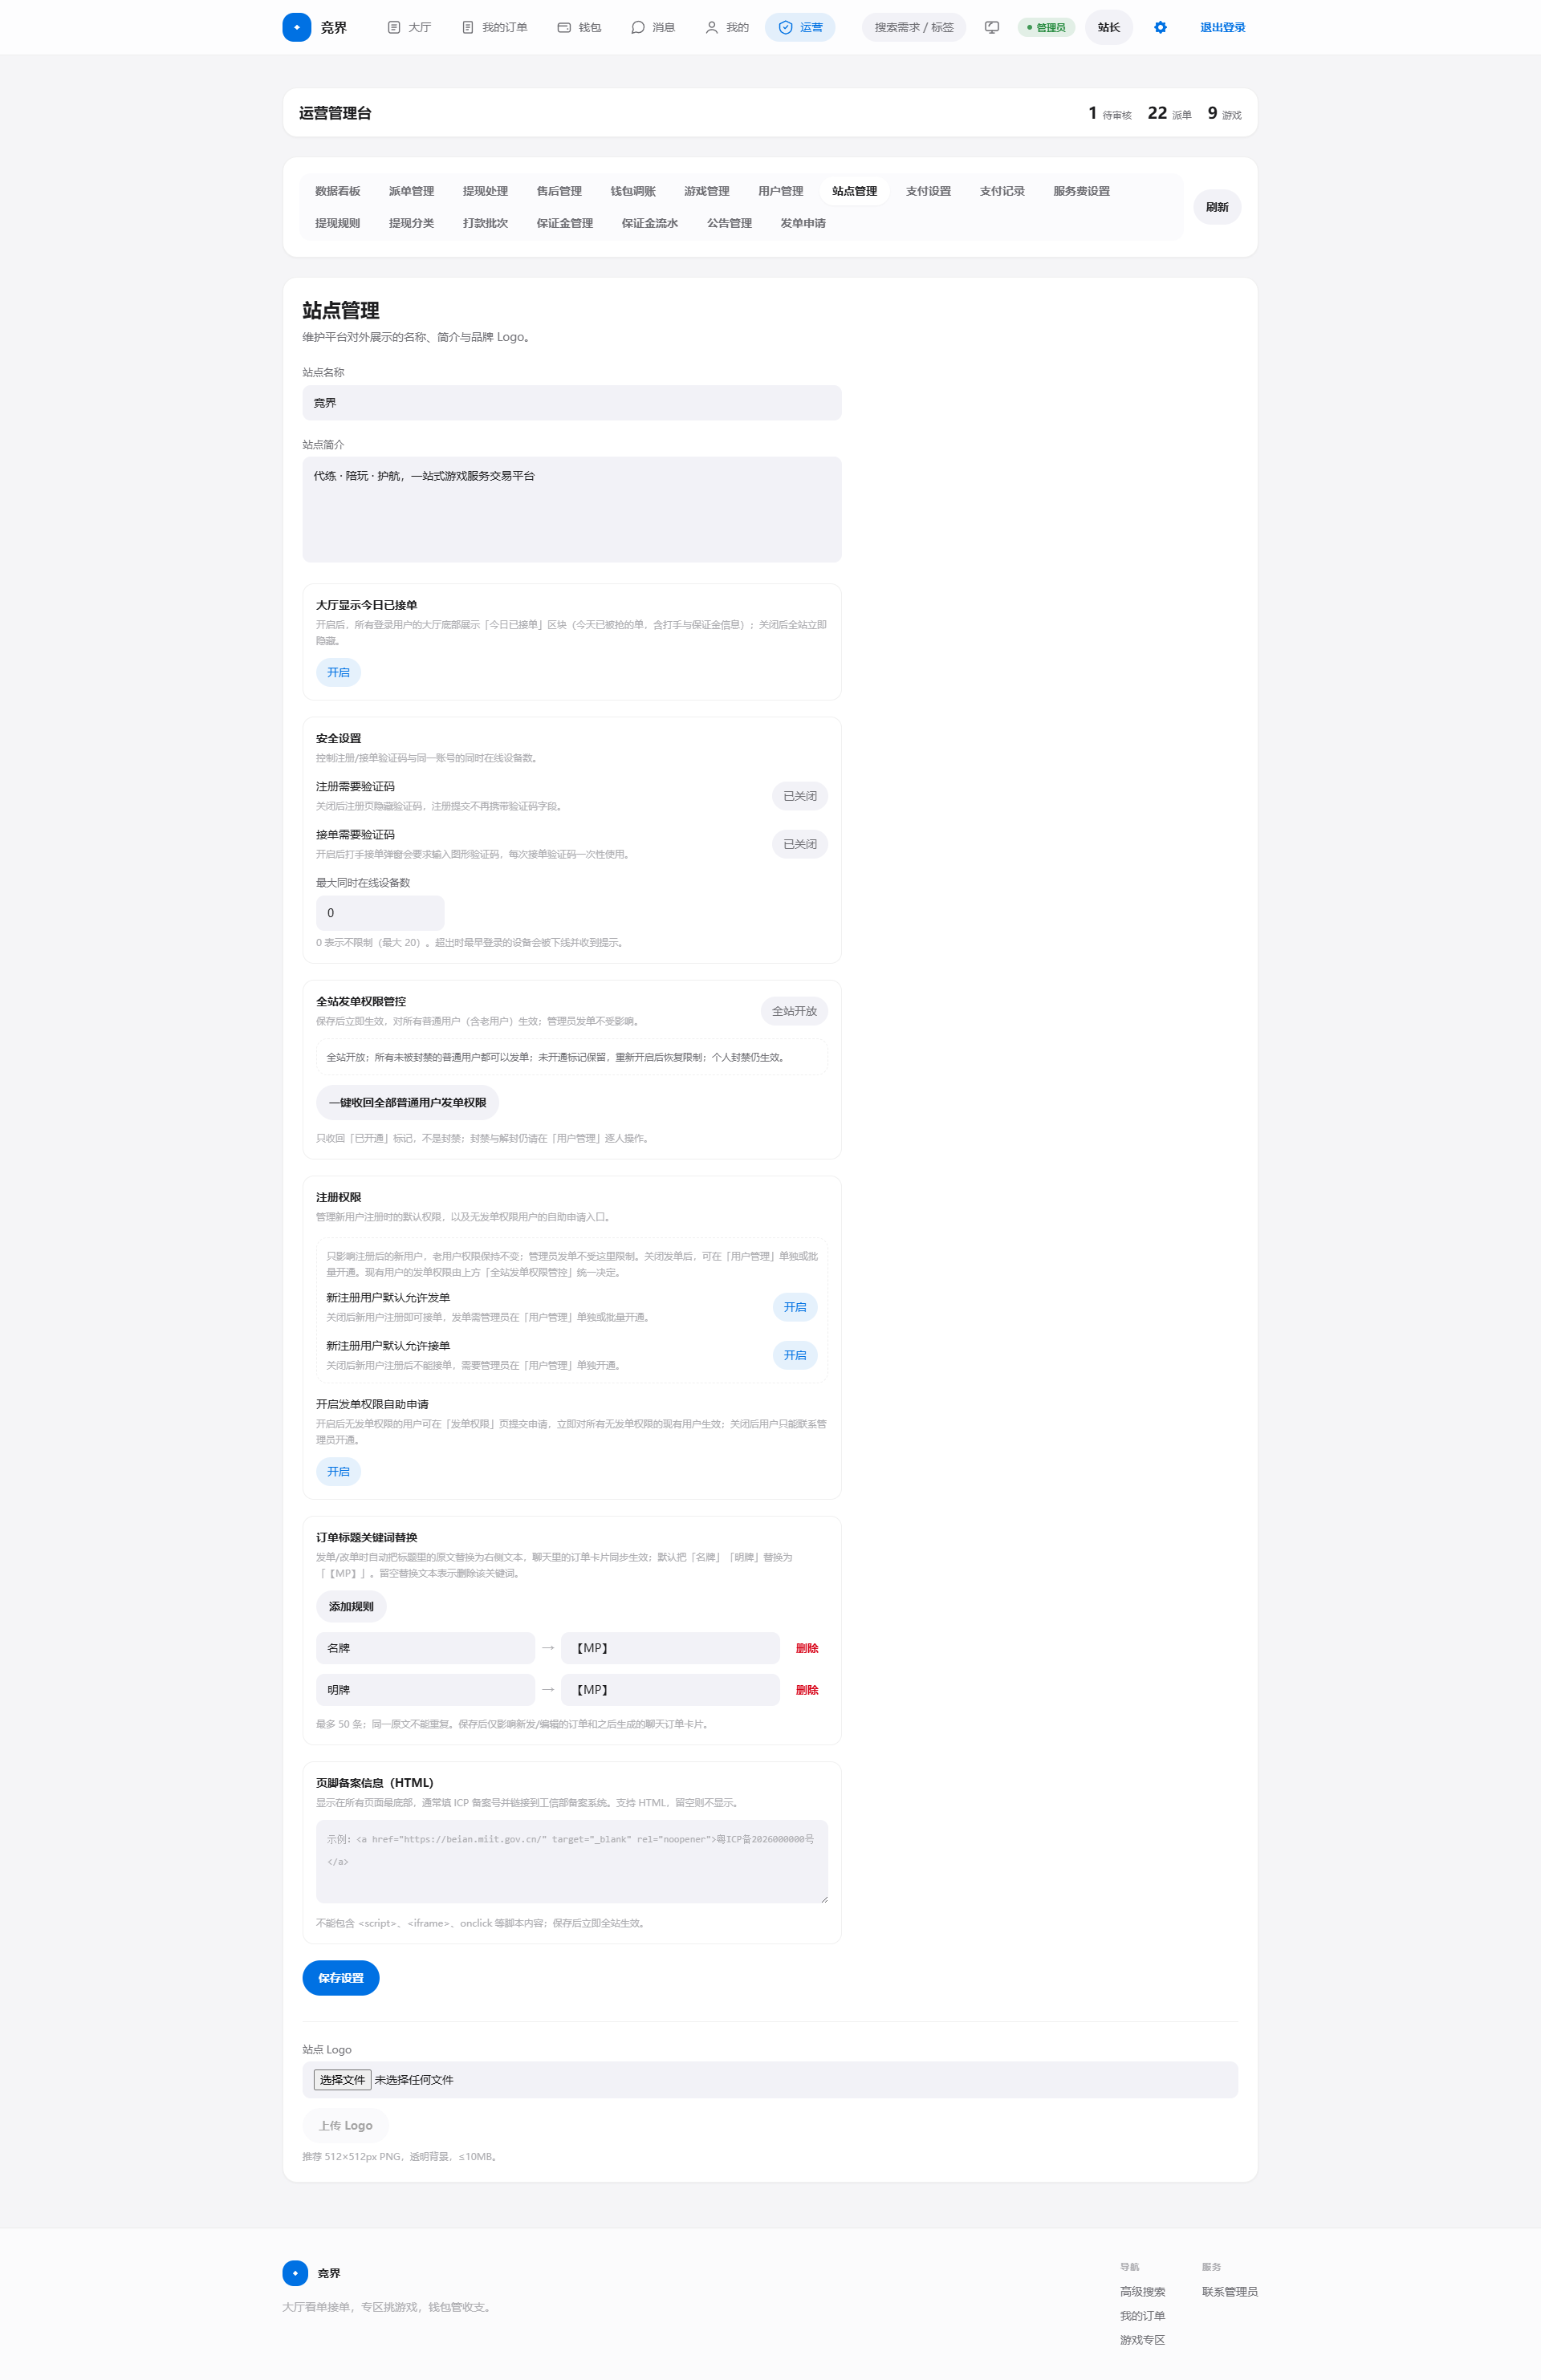 竞界
大厅
我的订单
钱包
消息
我的
运营
搜索需求 / 标签
管理员
站长
退出登录
运营管理台
1 待审核 22 派单 9 游戏
数据看板 派单管理 提现处理 售后管理 钱包调账 游戏管理 用户管理 站点管理 支付设置 支付记录 服务费设置
提现规则 提现分类 打款批次 保证金管理 保证金流水 公告管理 发单申请
刷新
站点管理
维护平台对外展示的名称、简介与品牌 Logo。
站点名称
竞界
站点简介
代练 · 陪玩 · 护航，一站式游戏服务交易平台
大厅显示今日已接单
开启后，所有登录用户的大厅底部展示「今日已接单」区块（今天已被抢的单，含打手与保证金信息）；关闭后全站立即
隐藏。
开启
安全设置
控制注册/接单验证码与同一账号的同时在线设备数。
注册需要验证码
关闭后注册页隐藏验证码，注册提交不再携带验证码字段。
已关闭
接单需要验证码
开启后打手接单弹窗会要求输入图形验证码，每次接单验证码一次性使用。
已关闭
最大同时在线设备数
0
0 表示不限制（最大 20）。超出时最早登录的设备会被下线并收到提示。
全站发单权限管控
保存后立即生效，对所有普通用户（含老用户）生效；管理员发单不受影响。
全站开放
全站开放；所有未被封禁的普通用户都可以发单；未开通标记保留，重新开启后恢复限制；个人封禁仍生效。
一键收回全部普通用户发单权限
只收回「已开通」标记，不是封禁；封禁与解封仍请在「用户管理」逐人操作。
注册权限
管理新用户注册时的默认权限，以及无发单权限用户的自助申请入口。
只影响注册后的新用户，老用户权限保持不变；管理员发单不受这里限制。关闭发单后，可在「用户管理」单独或批
量开通。现有用户的发单权限由上方「全站发单权限管控」统一决定。
新注册用户默认允许发单
关闭后新用户注册即可接单，发单需管理员在「用户管理」单独或批量开通。
开启
新注册用户默认允许接单
关闭后新用户注册后不能接单，需要管理员在「用户管理」单独开通。
开启
开启发单权限自助申请
开启后无发单权限的用户可在「发单权限」页提交申请，立即对所有无发单权限的现有用户生效；关闭后用户只能联系管
理员开通。
开启
订单标题关键词替换
发单/改单时自动把标题里的原文替换为右侧文本，聊天里的订单卡片同步生效；默认把「名牌」「明牌」替换为
「【MP】」。留空替换文本表示删除该关键词。
添加规则
名牌 → 【MP】 删除
明牌 → 【MP】 删除
最多 50 条；同一原文不能重复。保存后仅影响新发/编辑的订单和之后生成的聊天订单卡片。
页脚备案信息（HTML）
显示在所有页面最底部，通常填 ICP 备案号并链接到工信部备案系统。支持 HTML，留空则不显示。
示例：<a href="https://beian.miit.gov.cn/" target="_blank" rel="noopener">粤ICP备2026000000号
</a>
不能包含 <script>、<iframe>、onclick 等脚本内容；保存后立即全站生效。
保存设置
站点 Logo
选择文件 未选择任何文件
上传 Logo
推荐 512×512px PNG，透明背景，≤10MB。
竞界
大厅看单接单，专区挑游戏，钱包管收支。
导航
高级搜索
我的订单
游戏专区
服务
联系管理员